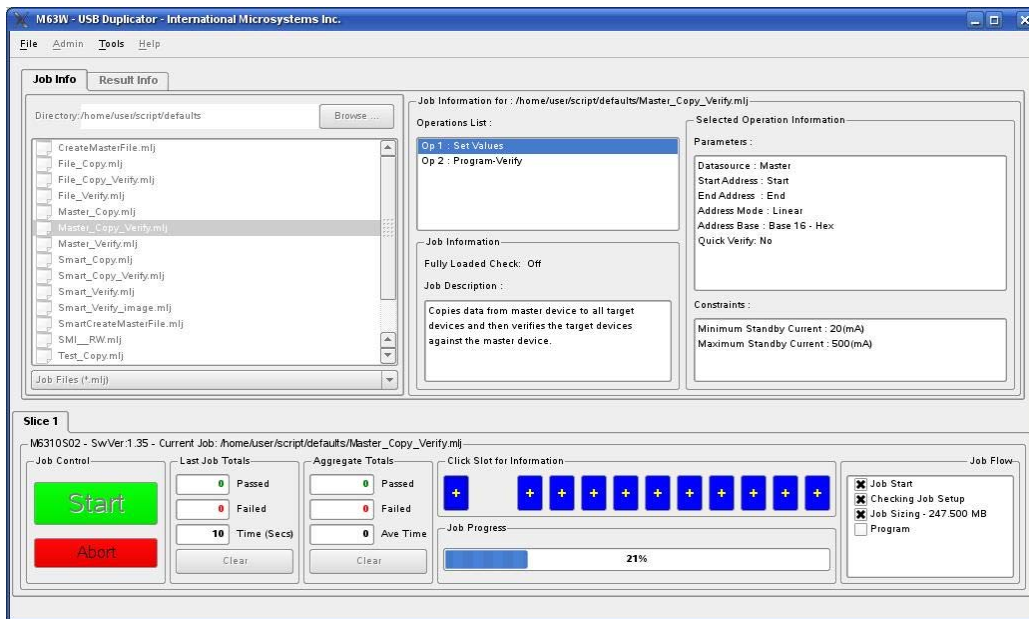 M63W - USB Duplicator - International Microsystems Inc.
File Admin Tools Help
Job Info Result Info
Directory:/home/user/script/defaults Browse ...
CreateMasterFile.mlj
File_Copy.mlj
File_Copy_Verify.mlj
File_Verify.mlj
Master_Copy.mlj
Master_Copy_Verify.mlj
Master_Verify.mlj
Smart_Copy.mlj
Smart_Copy_Verify.mlj
Smart_Verify.mlj
Smart_Verify_image.mlj
SmartCreateMasterFile.mlj
SMI__RW.mlj
Test_Copy.mlj
Job Files (*.mlj)
Job Information for : /home/user/script/defaults/Master_Copy_Verify.mlj
Operations List :
Op 1 : Set Values
Op 2 : Program-Verify
Job Information
Fully Loaded Check: Off
Job Description :
Copies data from master device to all target
devices and then verifies the target devices
against the master device.
Selected Operation Information
Parameters :
Datasource : Master
Start Address : Start
End Address : End
Address Mode : Linear
Address Base : Base 16 - Hex
Quick Verify: No
Constraints :
Minimum Standby Current : 20(mA)
Maximum Standby Current : 500(mA)
Slice 1
M6310S02 - SwVer:1.35 - Current Job: /home/user/script/defaults/Master_Copy_Verify.mlj
Job Control
Start
Abort
Last Job Totals
0 Passed
0 Failed
10 Time (Secs)
Clear
Aggregate Totals
0 Passed
0 Failed
0 Ave Time
Clear
Click Slot for Information
+ + + + + + + + + + +
Job Progress
21%
Job Flow
Job Start
Checking Job Setup
Job Sizing - 247.500 MB
Program